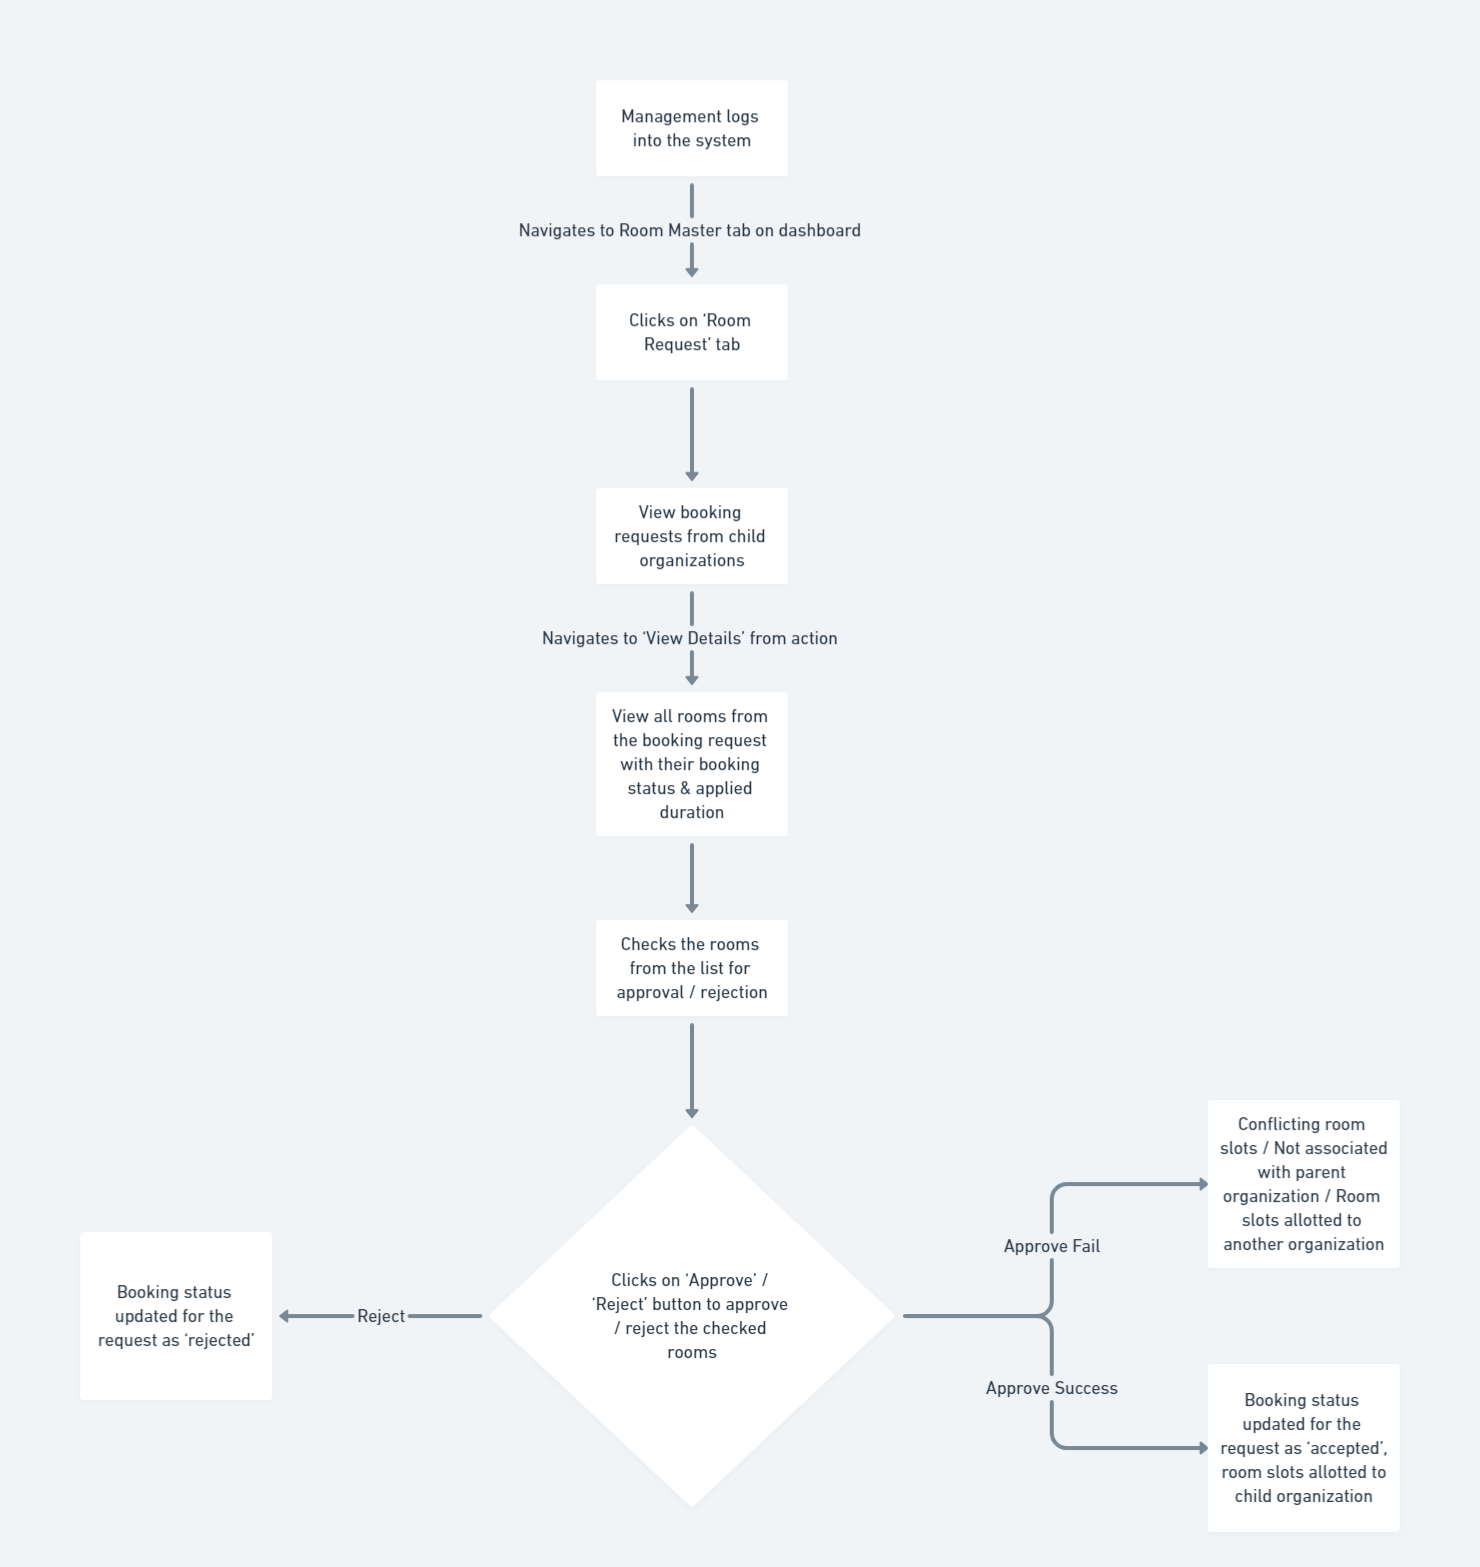 Management logs
into the system
Navigates to Room Master tab on dashboard
Clicks on ‘Room
Request’ tab
View booking
requests from child
organizations
Navigates to ‘View Details’ from action
View all rooms from
the booking request
with their booking
status & applied
duration
Checks the rooms
from the list for
approval / rejection
Clicks on ‘Approve’ /
‘Reject’ button to approve
/ reject the checked
rooms
Reject
Booking status
updated for the
request as ‘rejected’
Approve Fail
Conflicting room
slots / Not associated
with parent
organization / Room
slots allotted to
another organization
Approve Success
Booking status
updated for the
request as ‘accepted’,
room slots allotted to
child organization